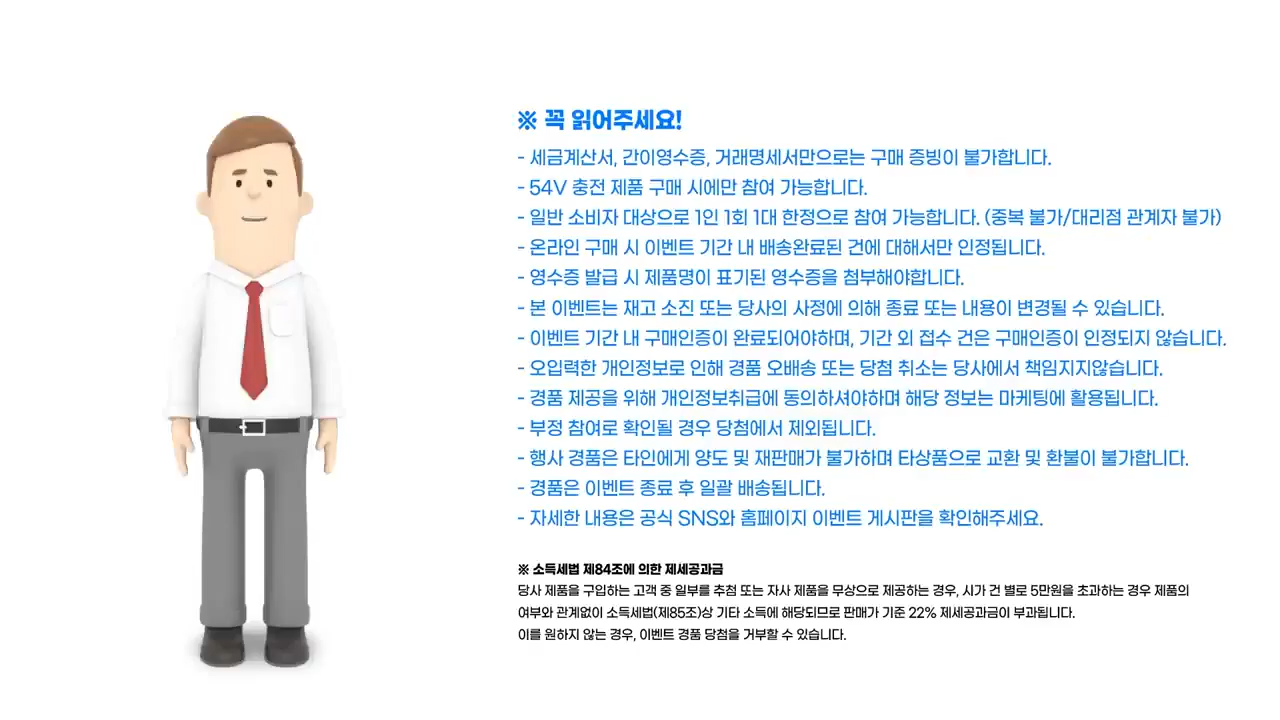 ※ 꼭 읽어주세요!
- 세금계산서, 간이영수증, 거래명세서만으로는 구매 증빙이 불가합니다.
- 54V 충전 제품 구매 시에만 참여 가능합니다.
- 일반 소비자 대상으로 1인 1회 1대 한정으로 참여 가능합니다. (중복 불가/대리점 관계자 불가)
- 온라인 구매 시 이벤트 기간 내 배송완료된 건에 대해서만 인정됩니다.
- 영수증 발급 시 제품명이 표기된 영수증을 첨부해야합니다.
- 본 이벤트는 재고 소진 또는 당사의 사정에 의해 종료 또는 내용이 변경될 수 있습니다.
- 이벤트 기간 내 구매인증이 완료되어야하며, 기간 외 접수 건은 구매인증이 인정되지 않습니다.
- 오입력한 개인정보로 인해 경품 오배송 또는 당첨 취소는 당사에서 책임지지않습니다.
- 경품 제공을 위해 개인정보취급에 동의하셔야하며 해당 정보는 마케팅에 활용됩니다.
- 부정 참여로 확인될 경우 당첨에서 제외됩니다.
- 행사 경품은 타인에게 양도 및 재판매가 불가하며 타상품으로 교환 및 환불이 불가합니다.
- 경품은 이벤트 종료 후 일괄 배송됩니다.
- 자세한 내용은 공식 SNS와 홈페이지 이벤트 게시판을 확인해주세요.
※ 소득세법 제84조에 의한 제세공과금
당사 제품을 구입하는 고객 중 일부를 추첨 또는 자사 제품을 무상으로 제공하는 경우, 시가 건 별로 5만원을 초과하는 경우 제품의
여부와 관계없이 소득세법(제85조)상 기타 소득에 해당되므로 판매가 기준 22% 제세공과금이 부과됩니다.
이를 원하지 않는 경우, 이벤트 경품 당첨을 거부할 수 있습니다.